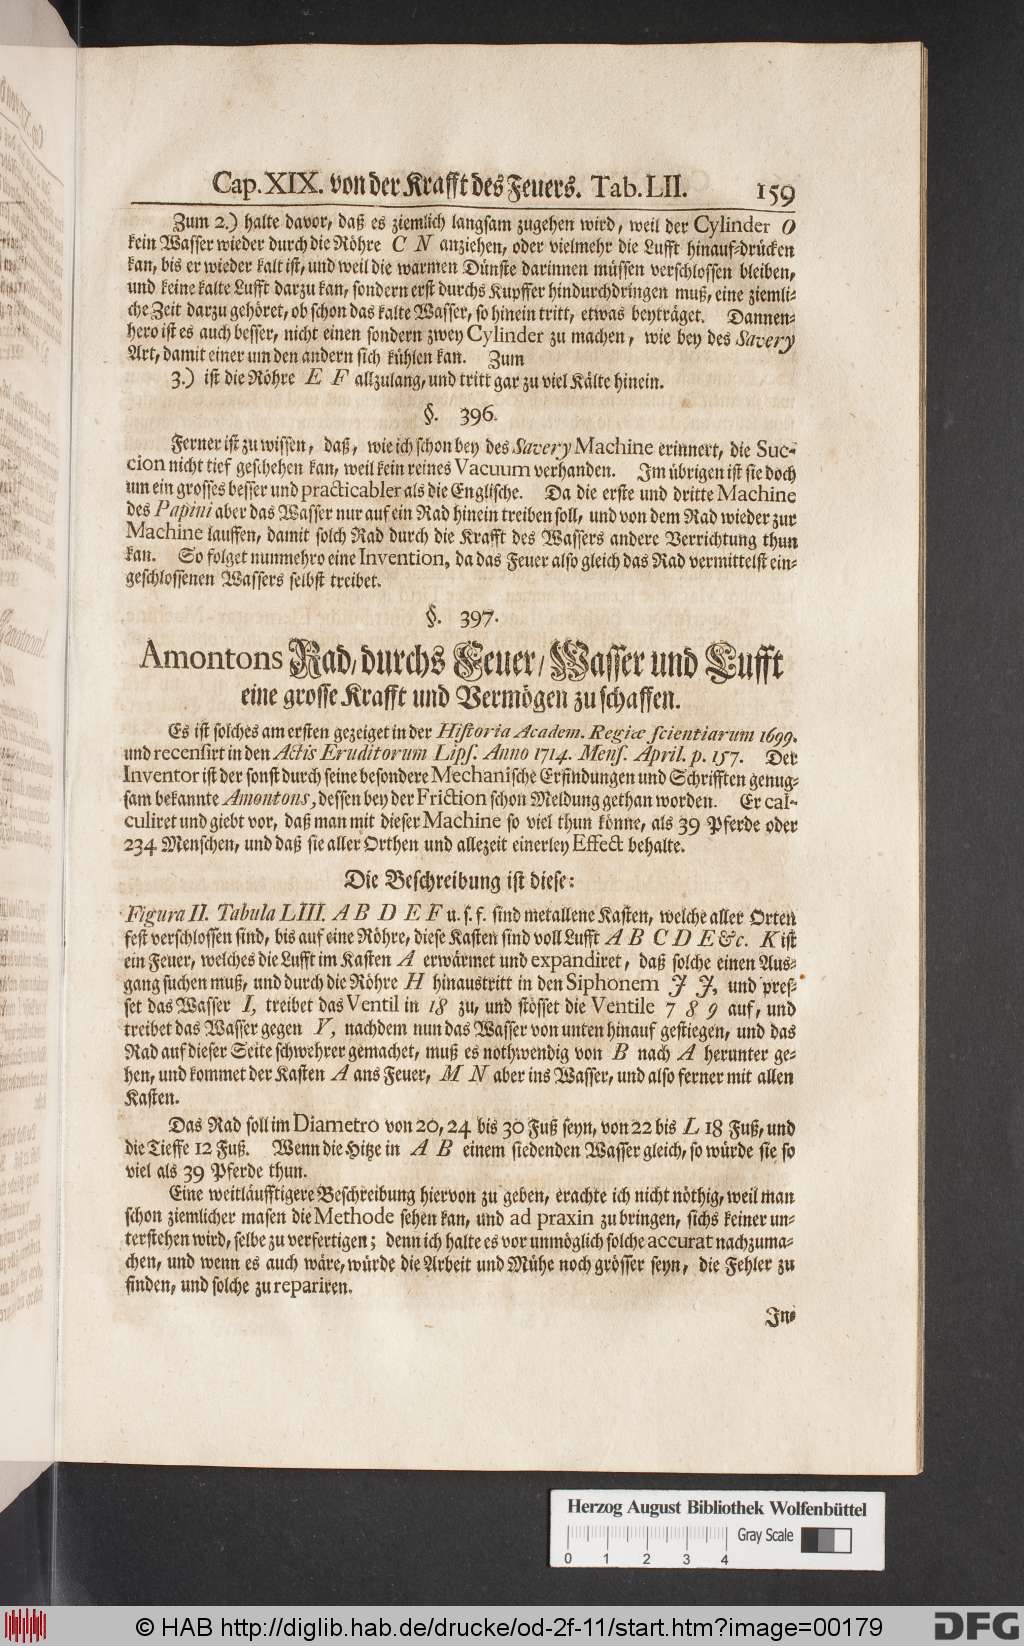 Cap. XIX. von der Krafft des Feuers. Tab. LII. 159
Zum 2.) halte davor, daß es ziemlich langsam zugehen wird, weil der Cylinder O
kein Wasser wieder durch die Röhre C N anziehen, oder vielmehr die Lufft hinauf-drücken
kan, bis er wieder kalt ist, und weil die warmen Dünste darinnen müssen verschlossen bleiben,
und keine kalte Lufft darzu kan, sondern erst durchs Kupffer hindurchdringen muß, eine ziemli-
che Zeit darzu gehöret, ob schon das kalte Wasser, so hinein tritt, etwas beyträget. Dannen-
hero ist es auch besser, nicht einen sondern zwey Cylinder zu machen, wie bey des Savery
Art, damit einer um den andern sich kühlen kan. Zum
3.) ist die Röhre E F allzulang, und tritt gar zu viel Kälte hinein.
§. 396.
Ferner ist zu wissen, daß, wie ich schon bey des Savery Machine erinnert, die Suc-
cion nicht tief geschehen kan, weil kein reines Vacuum verhanden. Im übrigen ist sie doch
um ein grosses besser und practicabler als die Englische. Da die erste und dritte Machine
des Papini aber das Wasser nur auf ein Rad hinein treiben soll, und von dem Rad wieder zur
Machine lauffen, damit solch Rad durch die Krafft des Wassers andere Verrichtung thun
kan. So folget nunmehro eine Invention, da das Feuer also gleich das Rad vermittelst ein-
geschlossenen Wassers selbst treibet.
§. 397.
Amontons Rad/ durchs Feuer/ Wasser und Lufft
eine grosse Krafft und Vermögen zu schaffen.
Es ist solches am ersten gezeiget in der Historia Academ. Regiæ scientiarum 1699.
und recensirt in den Actis Eruditorum Lips. Anno 1714. Mens. April. p. 157. Der
Inventor ist der sonst durch seine besondere Mechanische Erfindungen und Schrifften genug-
sam bekannte Amontons, dessen bey der Friction schon Meldung gethan worden. Er cal-
culiret und giebt vor, daß man mit dieser Machine so viel thun könne, als 39 Pferde oder
234 Menschen, und daß sie aller Orthen und allezeit einerley Effect behalte.
Die Beschreibung ist diese:
Figura II. Tabula LIII. A B D E F u. s. f. sind metallene Kasten, welche aller Orten
fest verschlossen sind, bis auf eine Röhre, diese Kasten sind voll Lufft A B C D E &c. K ist
ein Feuer, welches die Lufft im Kasten A erwärmet und expandiret, daß solche einen Aus-
gang suchen muß, und durch die Röhre H hinaustritt in den Siphonem J J, und pres-
set das Wasser I, treibet das Ventil in 18 zu, und stösset die Ventile 7 8 9 auf, und
treibet das Wasser gegen Y, nachdem nun das Wasser von unten hinauf gestiegen, und das
Rad auf dieser Seite schwehrer gemachet, muß es nothwendig von B nach A herunter ge-
hen, und kommet der Kasten A ans Feuer, M N aber ins Wasser, und also ferner mit allen
Kasten.
Das Rad soll im Diametro von 20, 24 bis 30 Fuß seyn, von 22 bis L 18 Fuß, und
die Tieffe 12 Fuß. Wenn die Hitze in A B einem siedenden Wasser gleich, so würde sie so
viel als 39 Pferde thun.
Eine weitläufftigere Beschreibung hiervon zu geben, erachte ich nicht nöthig, weil man
schon ziemlicher masen die Methode sehen kan, und ad praxin zu bringen, sichs keiner un-
terstehen wird, selbe zu verfertigen; denn ich halte es vor unmöglich solche accurat nachzuma-
chen, und wenn es auch wäre, würde die Arbeit und Mühe noch grösser seyn, die Fehler zu
finden, und solche zu repariren.
In-
Herzog August Bibliothek Wolfenbüttel
Gray Scale
0 1 2 3 4
© HAB http://diglib.hab.de/drucke/od-2f-11/start.htm?image=00179
DFG